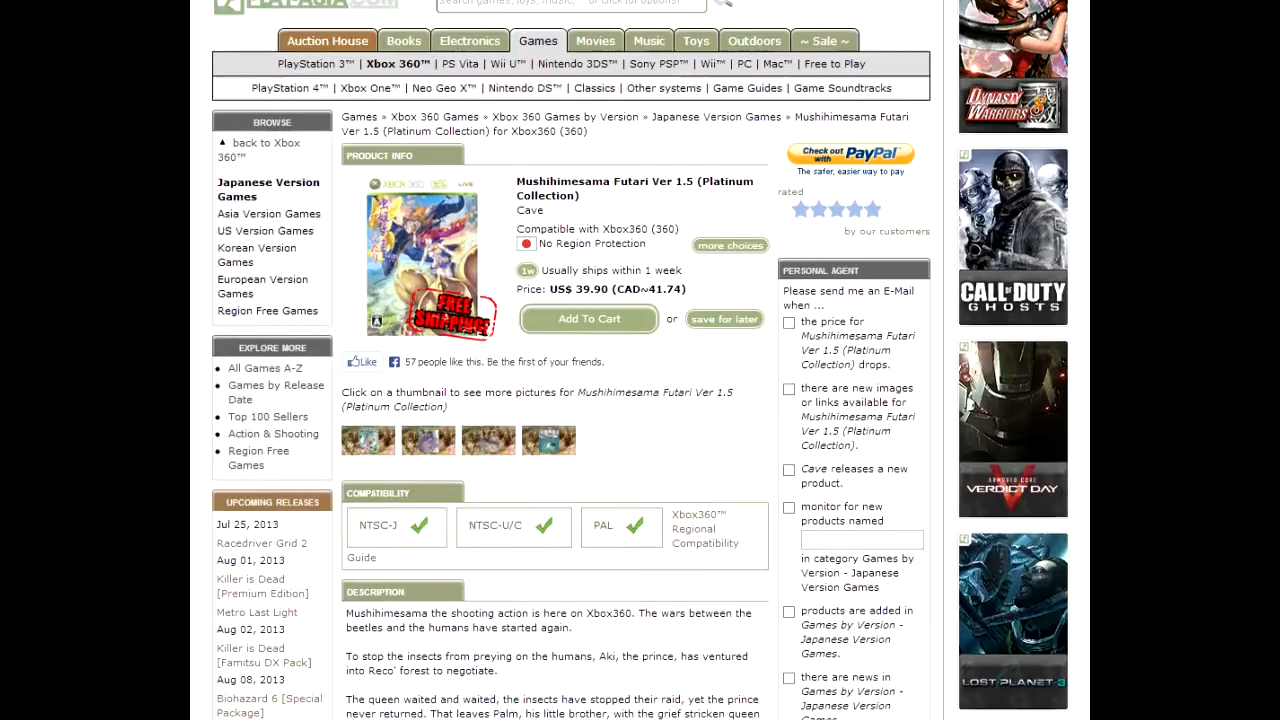 Search games, toys, music, ... or click for options!
Auction House
Books
Electronics
Games
Movies
Music
Toys
Outdoors
~ Sale ~
PlayStation 3™ | Xbox 360™ | PS Vita | Wii U™ | Nintendo 3DS™ | Sony PSP™ | Wii™ | PC | Mac™ | Free to Play
PlayStation 4™ | Xbox One™ | Neo Geo X™ | Nintendo DS™ | Classics | Other systems | Game Guides | Game Soundtracks
BROWSE
back to Xbox
360™
Japanese Version
Games
Asia Version Games
US Version Games
Korean Version
Games
European Version
Games
Region Free Games
EXPLORE MORE
All Games A-Z
Games by Release
Date
Top 100 Sellers
Action & Shooting
Region Free
Games
UPCOMING RELEASES
Jul 25, 2013
Racedriver Grid 2
Aug 01, 2013
Killer is Dead
[Premium Edition]
Metro Last Light
Aug 02, 2013
Killer is Dead
[Famitsu DX Pack]
Aug 08, 2013
Biohazard
[Special
Package]
Games » Xbox 360 Games » Xbox 360 by Version » Japanese Version Games » Mushihimesama Futari
Ver 1.5 (Platinum Collection) for Xbox360 (360)
PRODUCT INFO
XBOX 360 LIVE
FREE
SHIPPING!
Mushihimesama Futari Ver 1.5 (Platinum
Collection)
Cave
Compatible with Xbox360 (360)
No Region Protection
more choices
1w Usually ships within 1 week
Price: US$ 39.90 (CAD~41.74)
Add To Cart
or
save for later
Like
57 people like this. Be the first of your friends.
Click on a thumbnail to see more pictures for Mushihimesama Futari Ver 1.5
(Platinum Collection)
COMPATIBILITY
NTSC-J
NTSC-U/C
PAL
Xbox360™
Regional
Compatibility
Guide
DESCRIPTION
Mushihimesama the shooting action is here on Xbox360. The wars between the
beetles and the humans have started again.
To stop the insects from preying on the humans, Aki, the prince, has ventured
into Reco' forest to negotiate.
The queen waited and waited, the insects have stopped their raid, yet the prince
never returned. That leaves Palm, his little brother, with the grief stricken queen
Check out
with PayPal
The safer, easier way to pay
rated
by our customers
PERSONAL AGENT
Please send me an E-Mail
when ...
the price for
Mushihimesama Futari
Ver 1.5 (Platinum
Collection) drops.
there are new images
or links available for
Mushihimesama Futari
Ver 1.5 (Platinum
Collection).
Cave releases a new
product.
monitor for new
products named
in category Games by
Version - Japanese
Version Games
products are added in
Games by Version -
Japanese Version
Games.
there are news in
Games by Version -
Japanese Version
Games.
DYNASTY
WARRIORS 8
CALL OF DUTY
GHOSTS
ARMORED CORE
V
VERDICT DAY
LOST PLANET 3